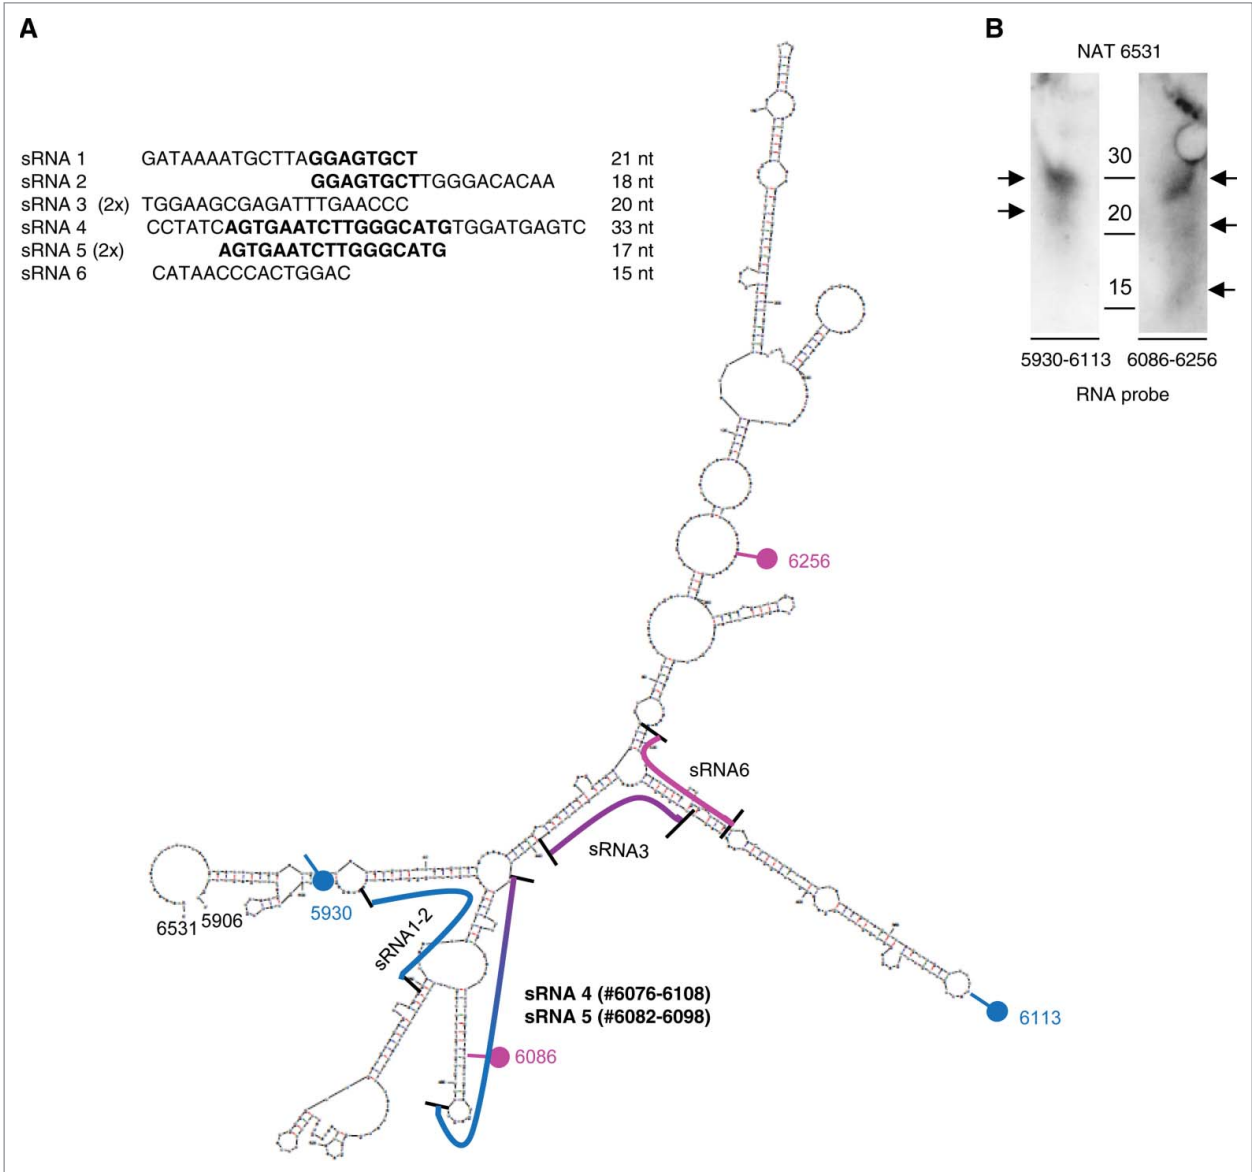 A
B
NAT 6531
sRNA 1 GATAAAATGCTTAGGAGTGCT 21 nt
sRNA 2 GGAGTGCTTGGGACACAA 18 nt
sRNA 3 (2x) TGGAAGCGAGATTTGAACCC 20 nt
sRNA 4 CCTATCAGTGAATCTTGGGCATGTGGATGAGTC 33 nt
sRNA 5 (2x) AGTGAATCTTGGGCATG 17 nt
sRNA 6 CATAACCCACTGGAC 15 nt
30
20
15
5930-6113 6086-6256
RNA probe
6256
sRNA6
sRNA3
6531 5906
5930
sRNA1-2
sRNA 4 (#6076-6108)
sRNA 5 (#6082-6098)
6113
6086